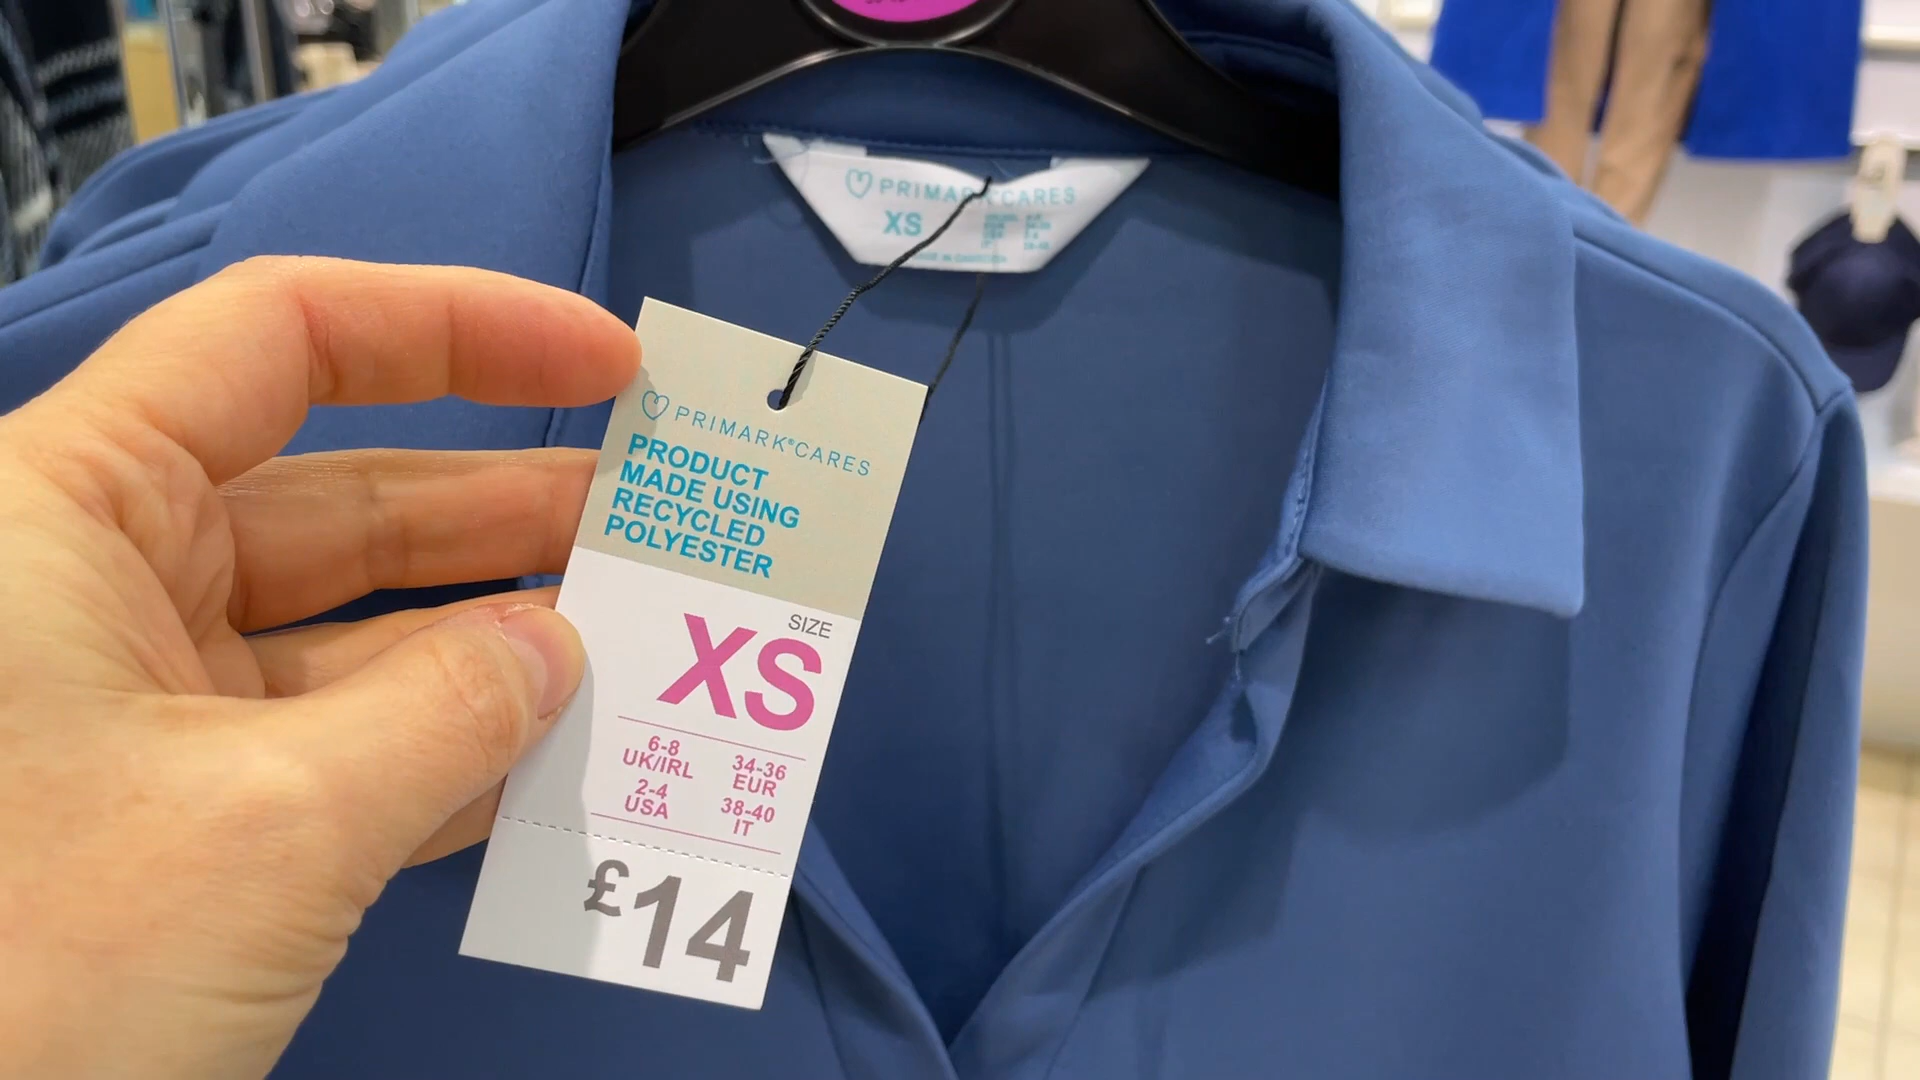 PRIMARK CARES
XS
PRIMARK®CARES
PRODUCT
MADE USING
RECYCLED
POLYESTER
SIZE
XS
6-8
UK/IRL
34-36
EUR
2-4
USA
38-40
IT
£14